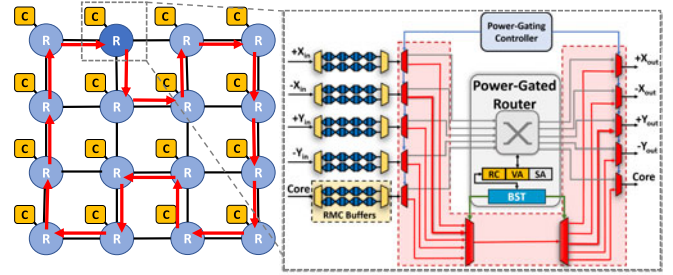 C C C C
R R R R
C C C C
R R R R
C C C C
R R R R
C C C C
R R R R
Power-Gating
Controller
+Xin
-Xin
+Yin
-Yin
Core
RMC Buffers
Power-Gated
Router
RC VA SA
BST
+Xout
-Xout
+Yout
-Yout
Core